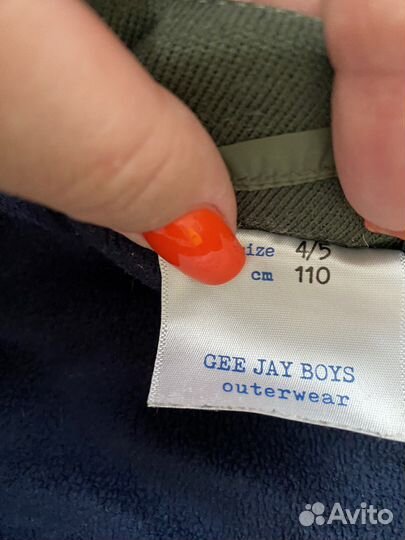 ize 4/5
cm 110
GEE JAY BOYS
outerwear
Avito